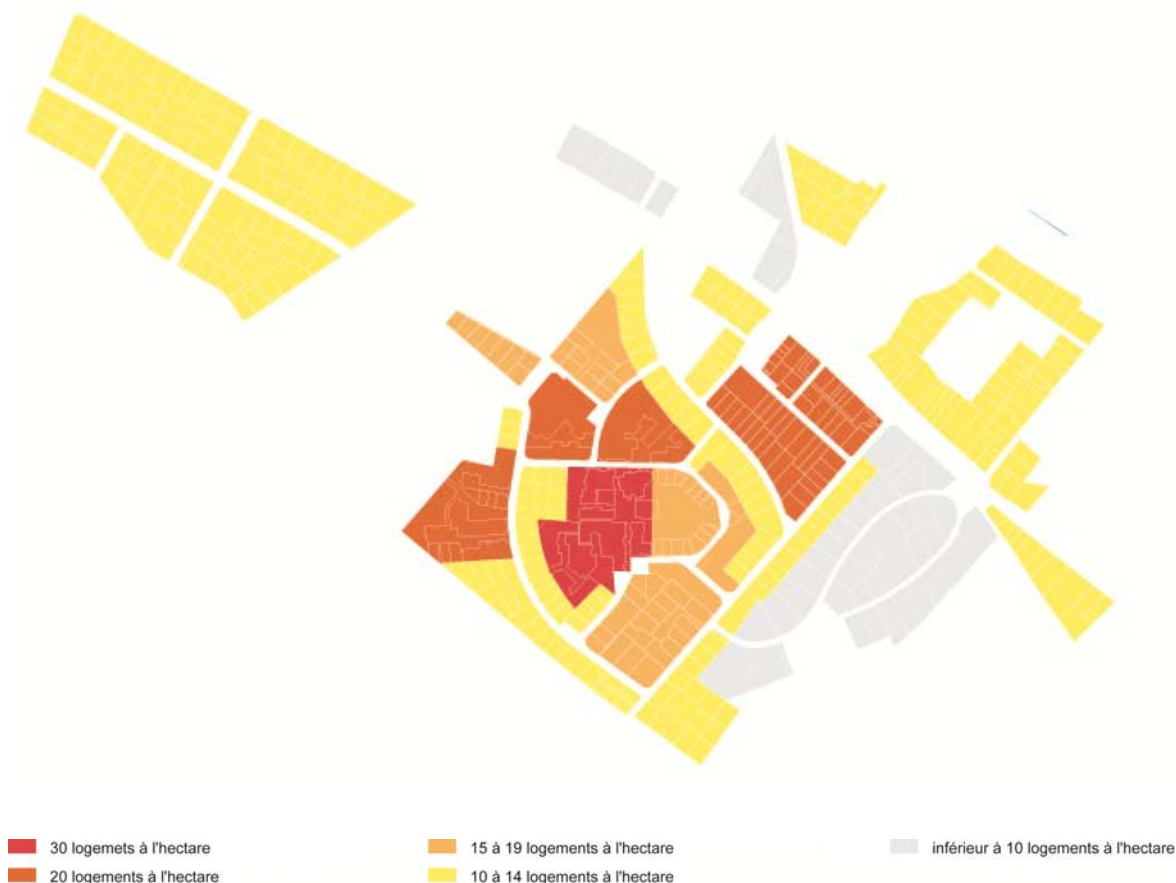 30 logemets à l'hectare
20 logements à l'hectare
15 à 19 logements à l'hectare
10 à 14 logements à l'hectare
inférieur à 10 logements à l'hectare